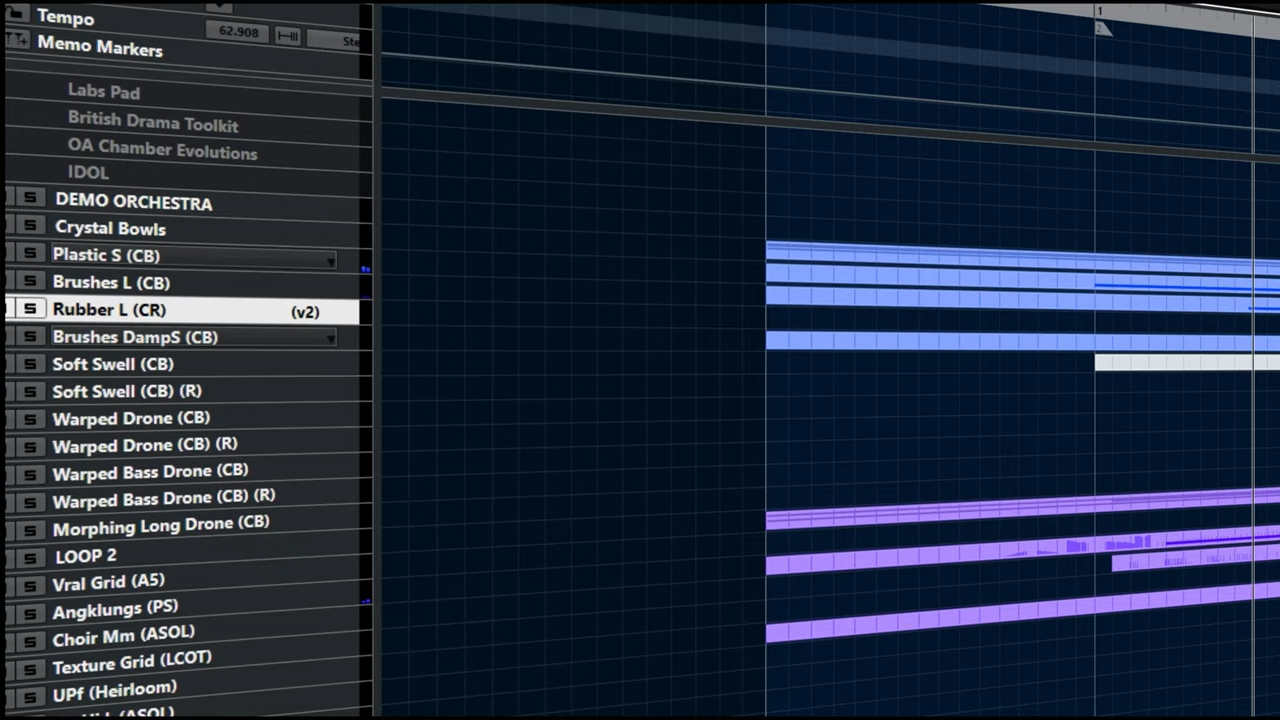 Tempo
62.908
Ste
Memo Markers
1
2
Labs Pad
British Drama Toolkit
OA Chamber Evolutions
IDOL
S DEMO ORCHESTRA
S Crystal Bowls
S Plastic S (CB)
S Brushes L (CB)
S Rubber L (CR) (v2)
S Brushes DampS (CB)
S Soft Swell (CB)
S Soft Swell (CB) (R)
S Warped Drone (CB)
S Warped Drone (CB) (R)
S Warped Bass Drone (CB)
S Warped Bass Drone (CB) (R)
S Morphing Long Drone (CB)
S LOOP 2
S Vral Grid (A5)
S Angklungs (PS)
S Choir Mm (ASOL)
S Texture Grid (LCOT)
S UPf (Heirloom)
(ASOL)